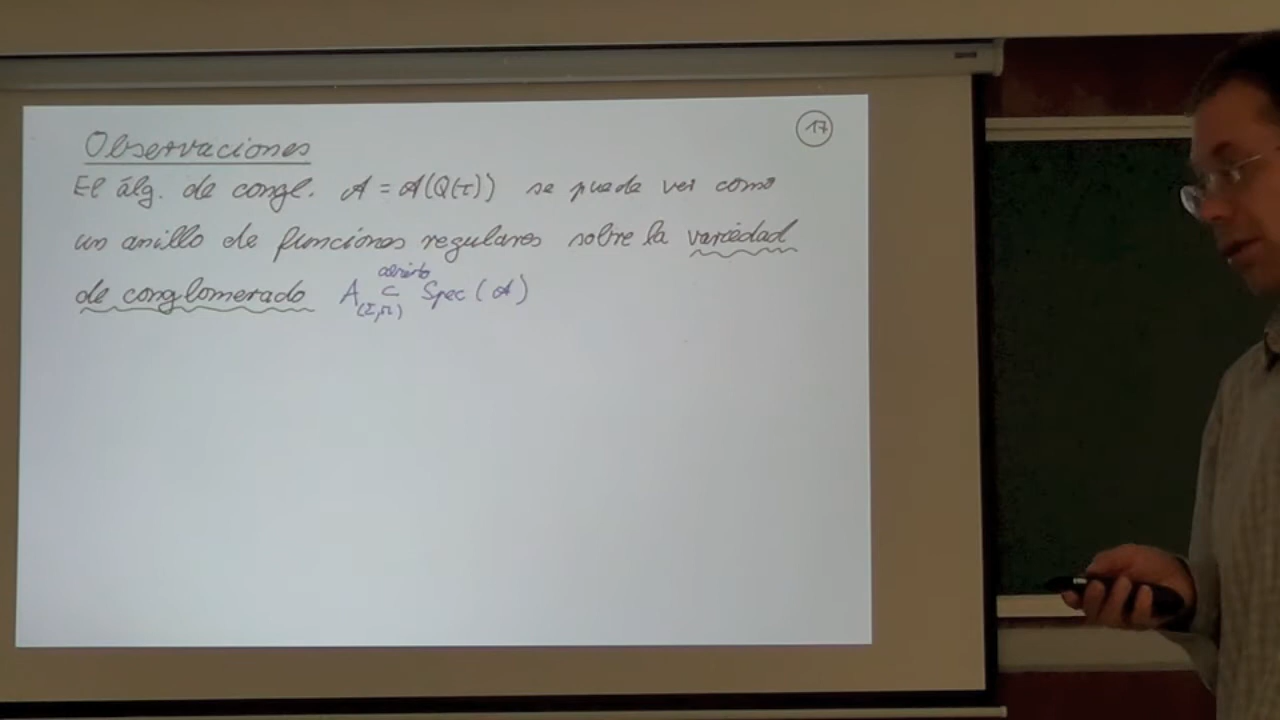 17
Observaciones
El álg. de congl. 𝒜 = 𝒜(Q(τ)) se puede ver como
un anillo de funciones regulares sobre la variedad
de conglomerado A_(Σ,M) ⊂ Spec(𝒜)
abierto